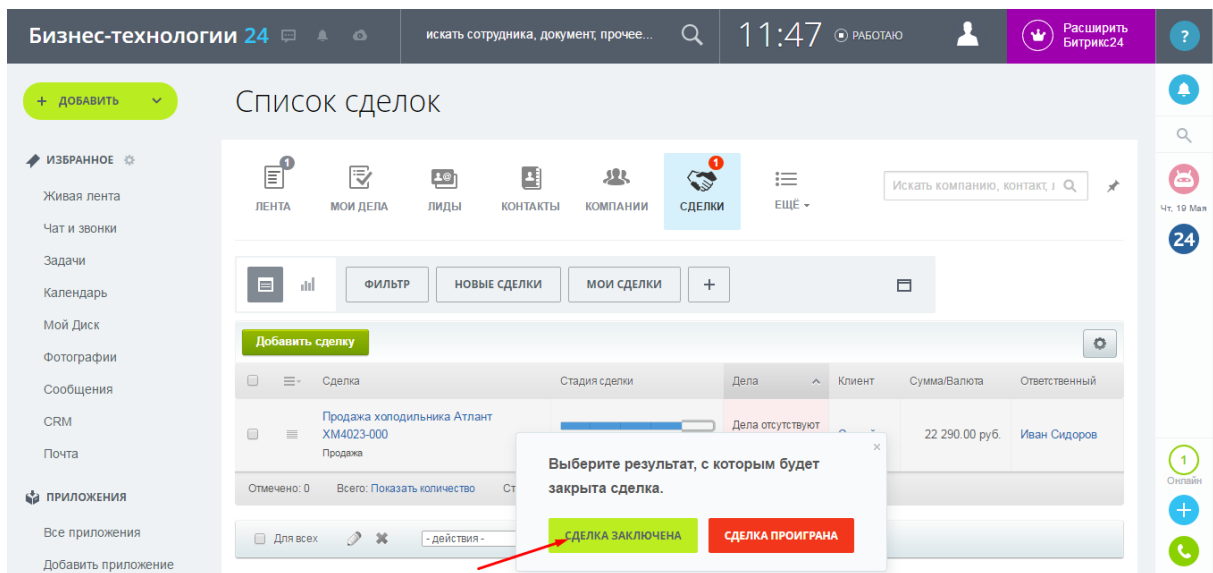 Бизнес-технологии 24
искать сотрудника, документ, прочее...
11:47 РАБОТАЮ
Расширить
Битрикс24
?
+ ДОБАВИТЬ
Список сделок
ИЗБРАННОЕ
Живая лента
Чат и звонки
Задачи
Календарь
Мой Диск
Фотографии
Сообщения
CRM
Почта
ПРИЛОЖЕНИЯ
Все приложения
Добавить приложение
1
ЛЕНТА
МОИ ДЕЛА
ЛИДЫ
КОНТАКТЫ
КОМПАНИИ
1
СДЕЛКИ
ЕЩЁ
Искать компанию, контакт,
ФИЛЬТР
НОВЫЕ СДЕЛКИ
МОИ СДЕЛКИ
+
Добавить сделку
Сделка Стадия сделки Дела Клиент Сумма/Валюта Ответственный
Продажа холодильника Атлант
ХМ4023-000
Продажа
Дела отсутствуют
22 290.00 руб.
Иван Сидоров
Отмечено: 0 Всего: Показать количество Ст
Для всех - действия -
Выберите результат, с которым будет
закрыта сделка.
×
СДЕЛКА ЗАКЛЮЧЕНА
СДЕЛКА ПРОИГРАНА
Чт, 19 Мая
24
1
Онлайн
+